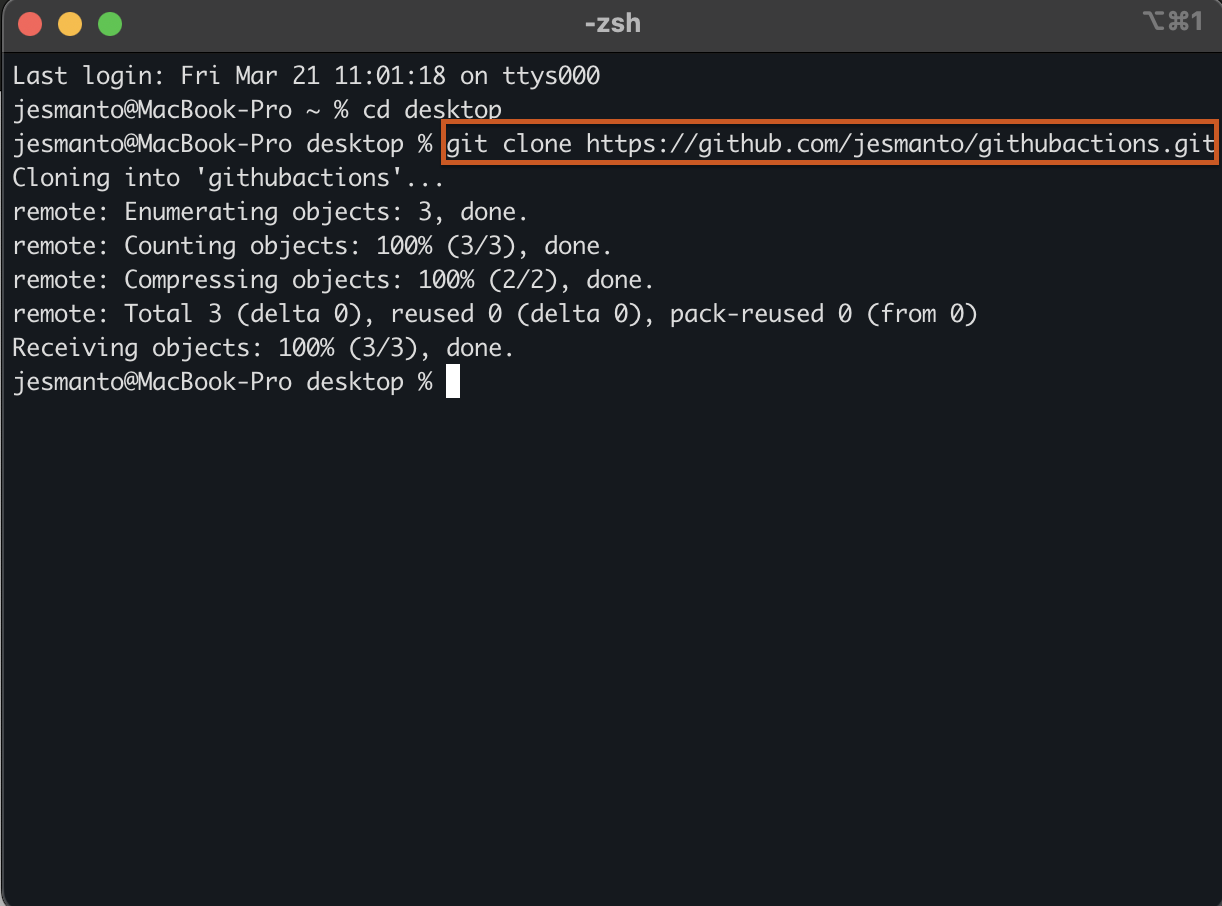 -zsh
⌥⌘1
Last login: Fri Mar 21 11:01:18 on ttys000
jesmanto@MacBook-Pro ~ % cd desktop
jesmanto@MacBook-Pro desktop % git clone https://github.com/jesmanto/githubactions.git
Cloning into 'githubactions'...
remote: Enumerating objects: 3, done.
remote: Counting objects: 100% (3/3), done.
remote: Compressing objects: 100% (2/2), done.
remote: Total 3 (delta 0), reused 0 (delta 0), pack-reused 0 (from 0)
Receiving objects: 100% (3/3), done.
jesmanto@MacBook-Pro desktop %